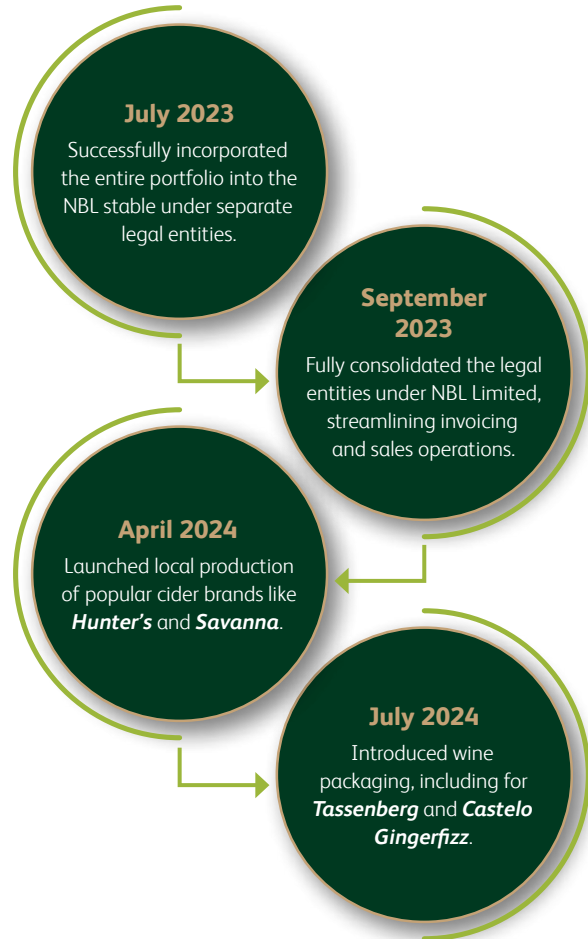 July 2023
Successfully incorporated
the entire portfolio into the
NBL stable under separate
legal entities.
September
2023
Fully consolidated the legal
entities under NBL Limited,
streamlining invoicing
and sales operations.
April 2024
Launched local production
of popular cider brands like
Hunter’s and Savanna.
July 2024
Introduced wine
packaging, including for
Tassenberg and Castelo
Gingerfizz.